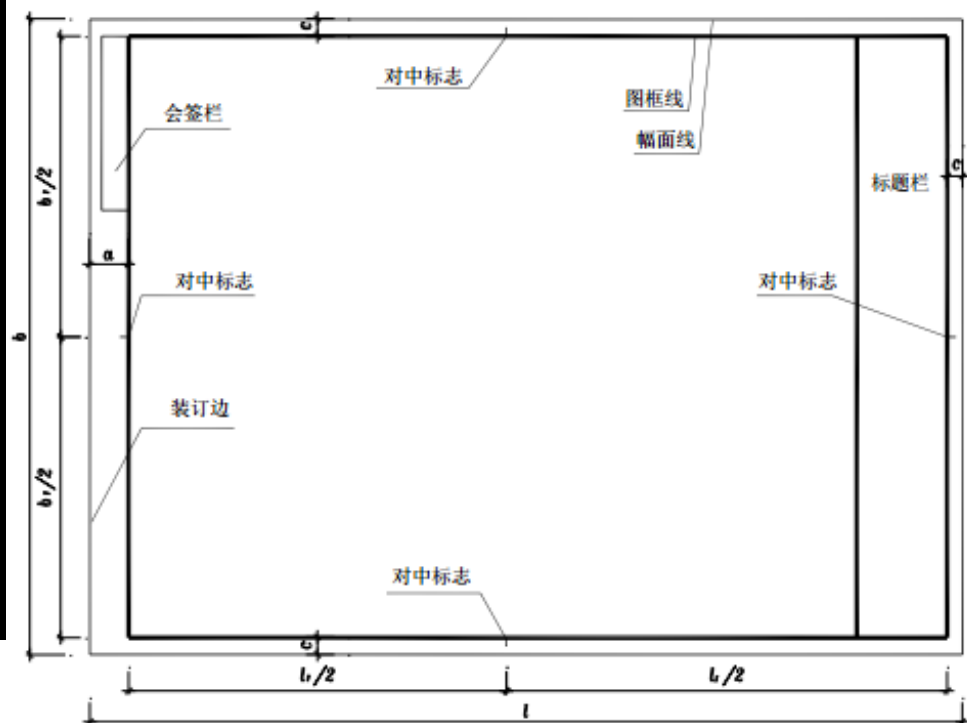 c
对中标志
图框线
会签栏
幅面线
b₁/2
标题栏
c
a
对中标志
对中标志
b
装订边
b₁/2
对中标志
c
l₁/2
l₁/2
l